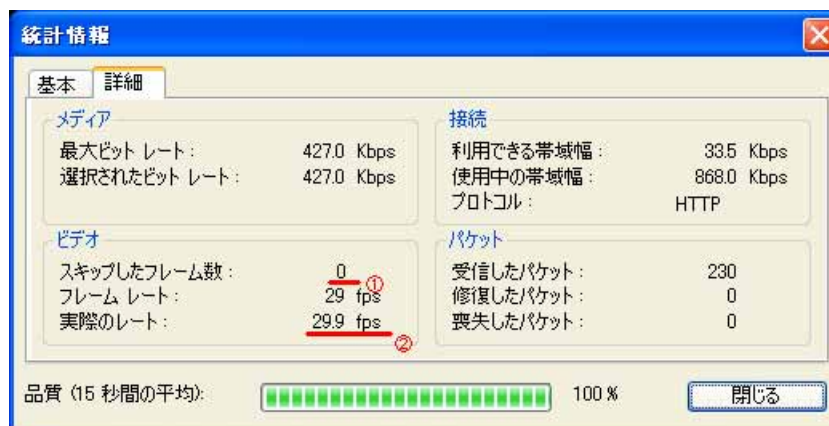 統計情報
基本 詳細
メディア
最大ビット レート： 427.0 Kbps
選択されたビット レート： 427.0 Kbps
接続
利用できる帯域幅： 33.5 Kbps
使用中の帯域幅： 868.0 Kbps
プロトコル： HTTP
ビデオ
スキップしたフレーム数： 0 ①
フレーム レート： 29 fps
実際のレート： 29.9 fps ②
パケット
受信したパケット： 230
修復したパケット： 0
喪失したパケット： 0
品質 (15 秒間の平均): 100 % 閉じる